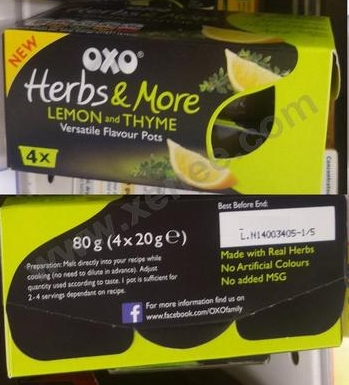 NEW
OXO®
Herbs & More
LEMON and THYME
Versatile Flavour Pots
4x
80g (4x20g℮)
Preparation: Melt directly into your recipe while
cooking (no need to dilute in advance). Adjust
quantity used according to taste. 1 pot is sufficient for
2-4 servings dependant on recipe.
Best Before End:
L.N14003405-1/5
Made with Real Herbs
No Artificial Colours
No added MSG
For more information find us on
www.facebook.com/OXOfamily